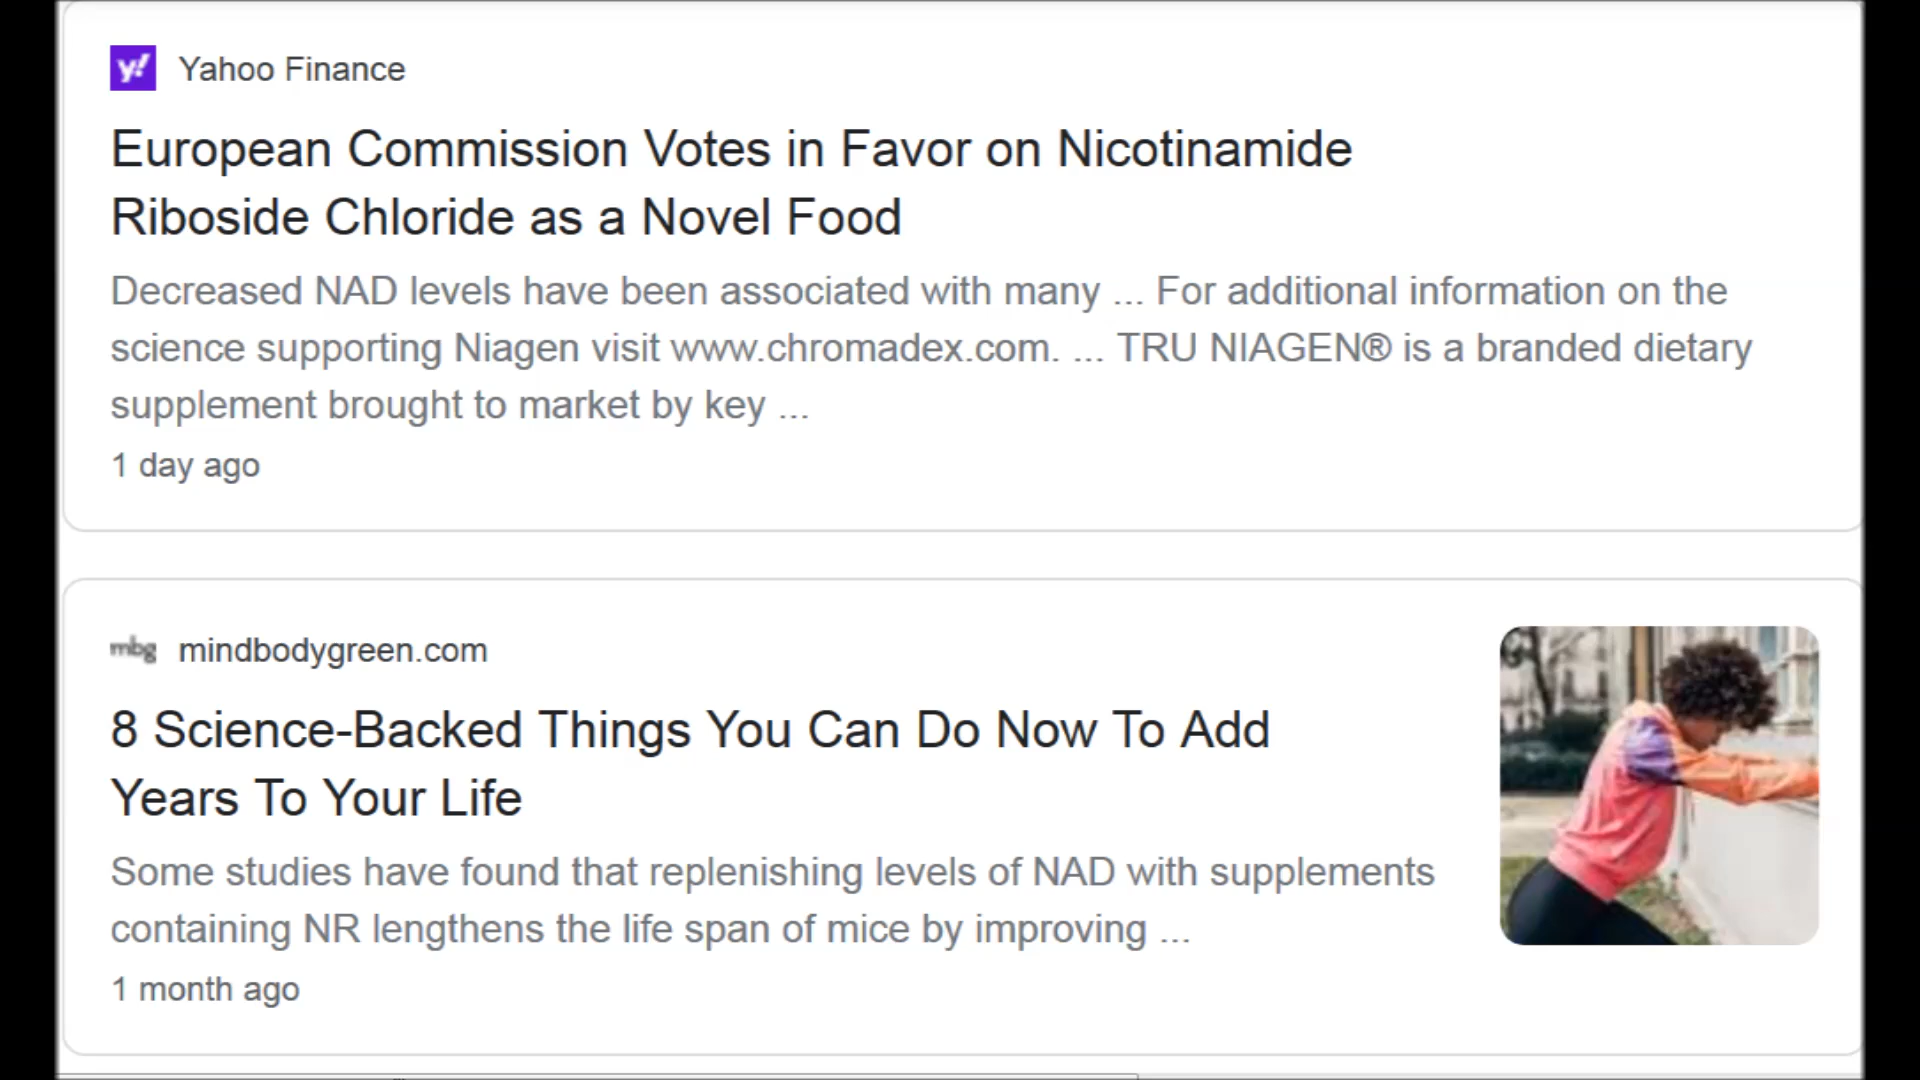 y!
Yahoo Finance
European Commission Votes in Favor on Nicotinamide
Riboside Chloride as a Novel Food
Decreased NAD levels have been associated with many ... For additional information on the
science supporting Niagen visit www.chromadex.com. ... TRU NIAGEN® is a branded dietary
supplement brought to market by key ...
1 day ago
mbg
mindbodygreen.com
8 Science-Backed Things You Can Do Now To Add
Years To Your Life
Some studies have found that replenishing levels of NAD with supplements
containing NR lengthens the life span of mice by improving ...
1 month ago